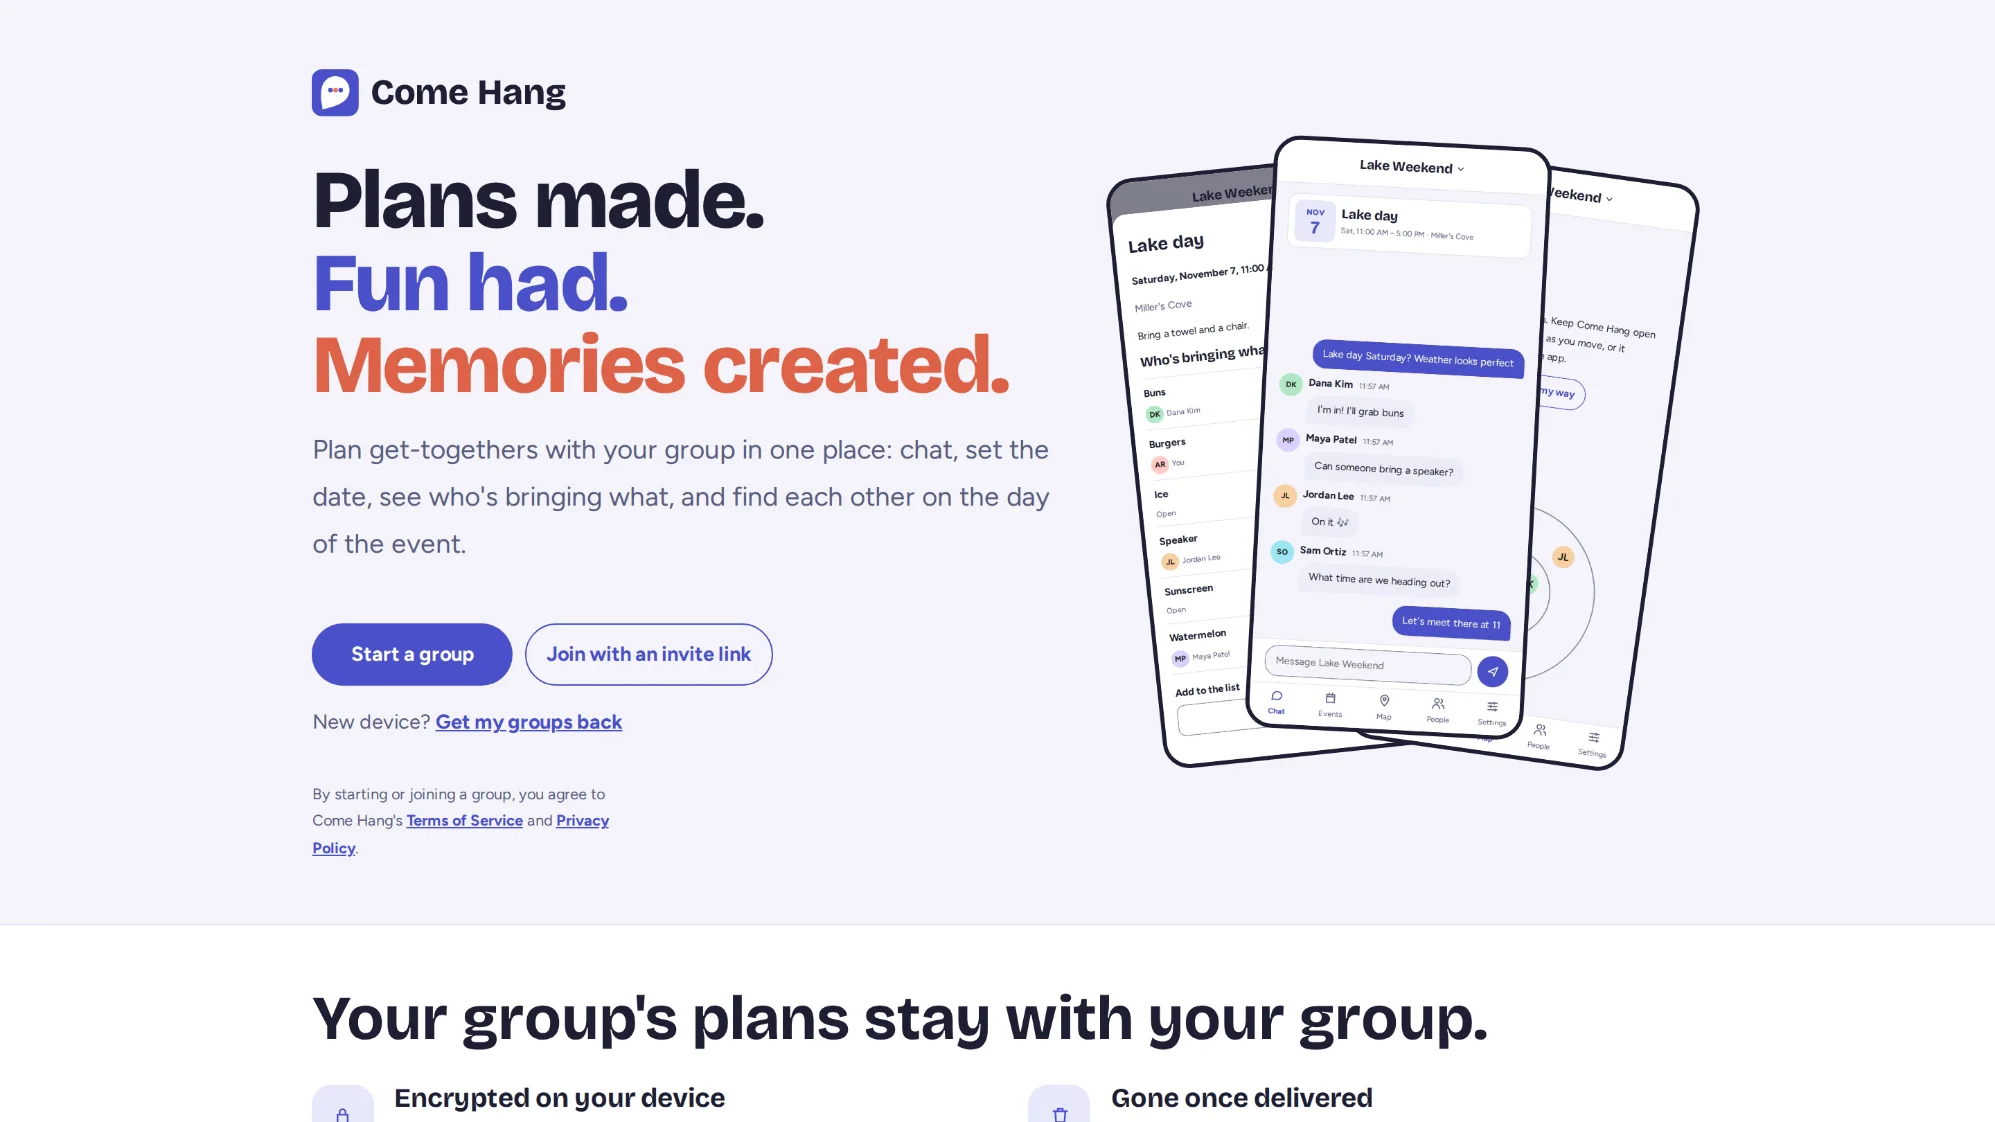 Come Hang
Plans made.
Fun had.
Memories created.
Plan get-togethers with your group in one place: chat, set the
date, see who's bringing what, and find each other on the day
of the event.
Start a group
Join with an invite link
New device? Get my groups back
By starting or joining a group, you agree to
Come Hang's Terms of Service and Privacy
Policy.
Lake Weeken
Lake day
Saturday, November 7, 11:00
Miller's Cove
Bring a towel and a chair.
Who's bringing wha
Buns
DK Dana Kim
Burgers
AR You
Ice
Open
Speaker
JL Jordan Lee
Sunscreen
Open
Watermelon
MP Maya Patel
Add to the list
Lake Weekend
NOV
7
Lake day
Sat, 11:00 AM – 5:00 PM · Miller's Cove
Lake day Saturday? Weather looks perfect
DK Dana Kim 11:57 AM
I'm in! I'll grab buns
MP Maya Patel 11:57 AM
Can someone bring a speaker?
JL Jordan Lee 11:57 AM
On it 🎶
SO Sam Ortiz 11:57 AM
What time are we heading out?
Let's meet there at 11
Message Lake Weekend
Chat
Events
Map
People
Settings
eekend
. Keep Come Hang open
as you move, or it
app.
my way
JL
K
People
Settings
Your group's plans stay with your group.
Encrypted on your device
Gone once delivered